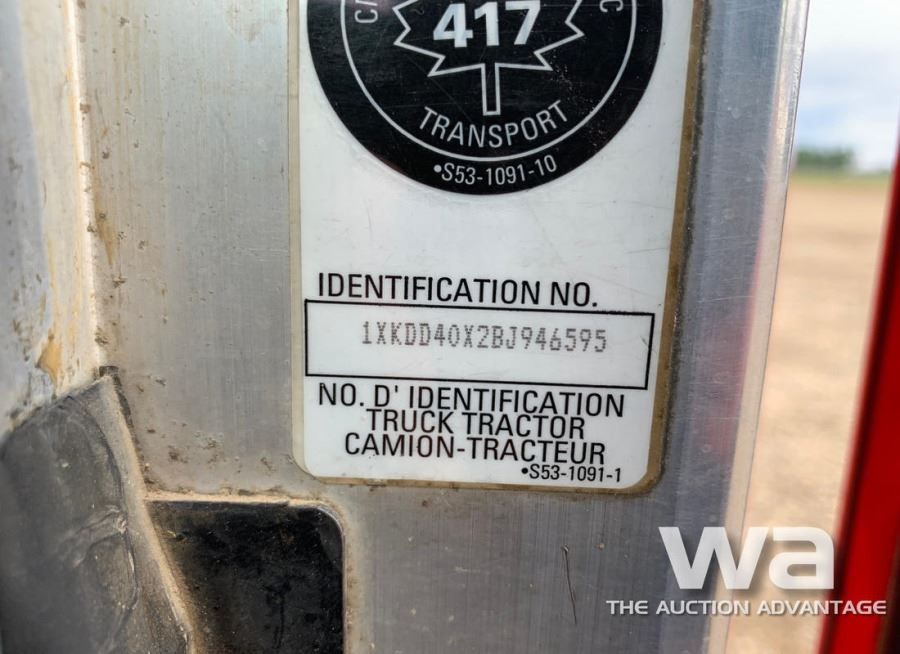 417
TRANSPORT
•S53-1091-10
IDENTIFICATION NO.
1XKDD40X2BJ946595
NO. D' IDENTIFICATION
TRUCK TRACTOR
CAMION-TRACTEUR
•S53-1091-1
wa
THE AUCTION ADVANTAGE